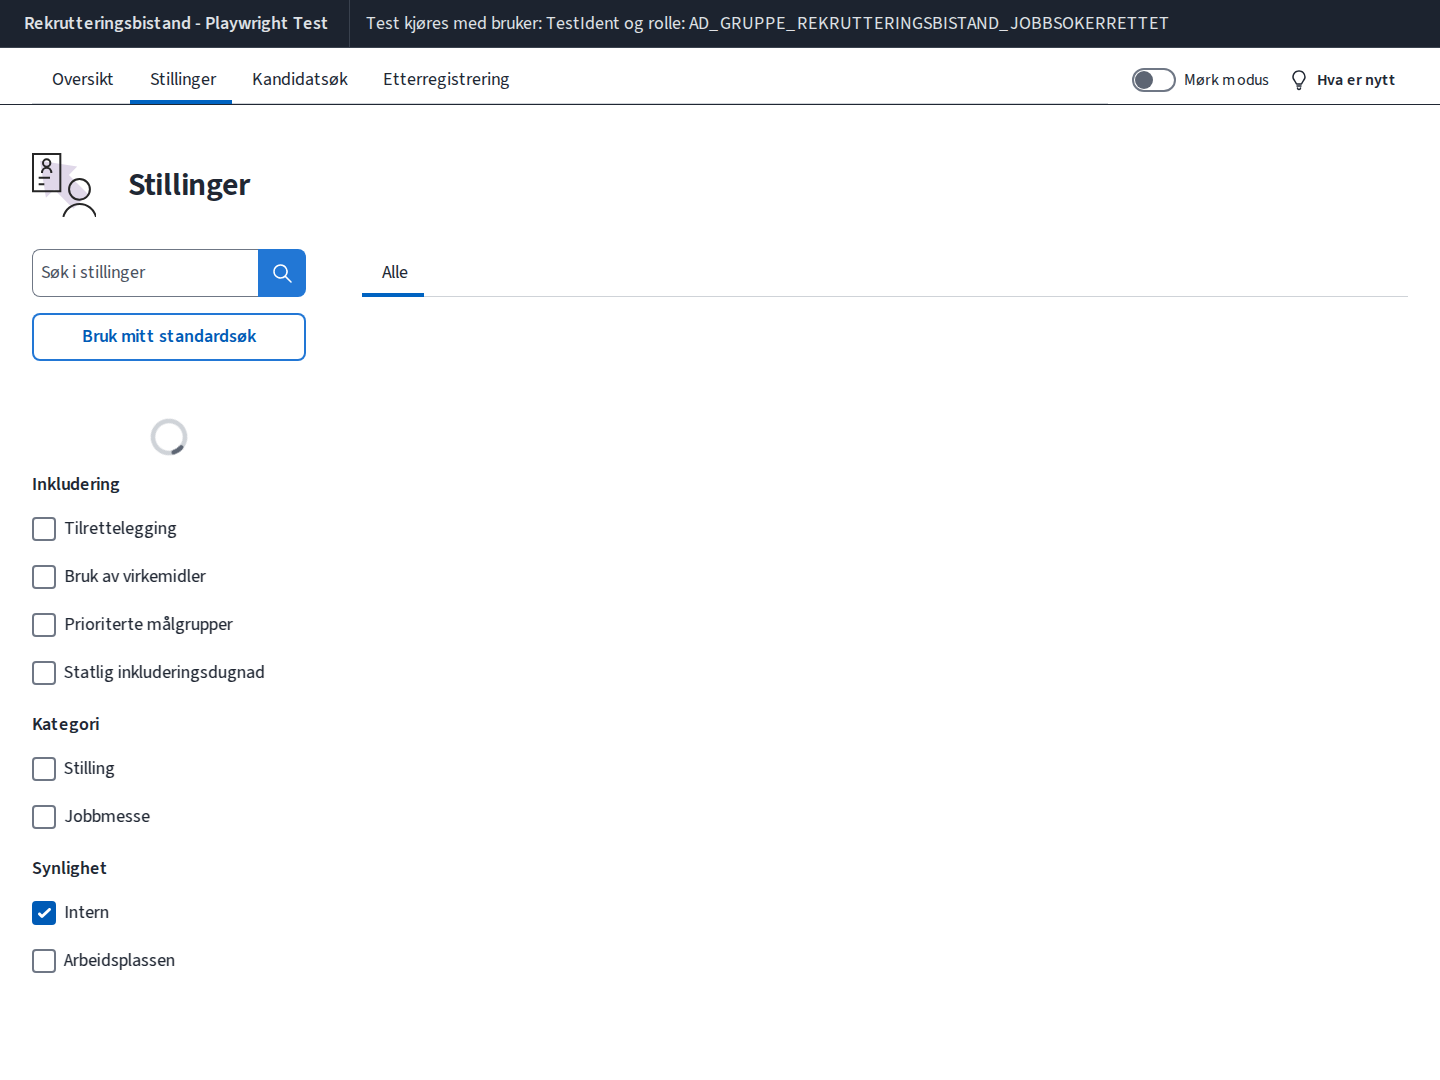 Rekrutteringsbistand - Playwright Test
Test kjøres med bruker: TestIdent og rolle: AD_GRUPPE_REKRUTTERINGSBISTAND_JOBBSOKERRETTET
Oversikt
Stillinger
Kandidatsøk
Etterregistrering
Mørk modus
Hva er nytt
Stillinger
Søk i stillinger
Alle
Bruk mitt standardsøk
Inkludering
Tilrettelegging
Bruk av virkemidler
Prioriterte målgrupper
Statlig inkluderingsdugnad
Kategori
Stilling
Jobbmesse
Synlighet
Intern
Arbeidsplassen